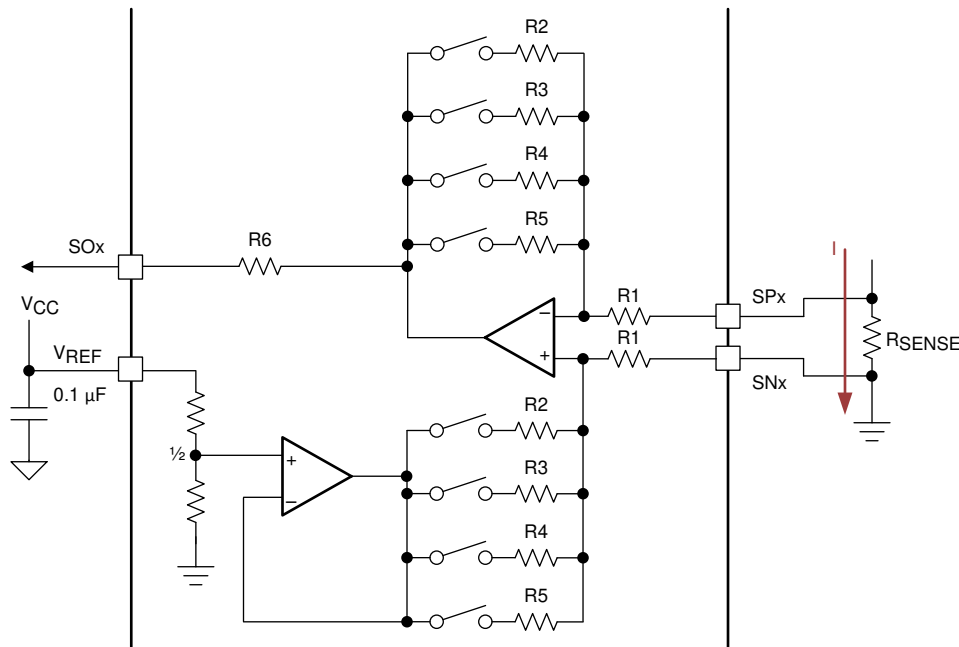 R2
R3
R4
R5
SOx
R6
I
VCC
R1
SPx
−
RSENSE
VREF
+
R1
SNx
0.1 µF
R2
½
+
−
R3
R4
R5